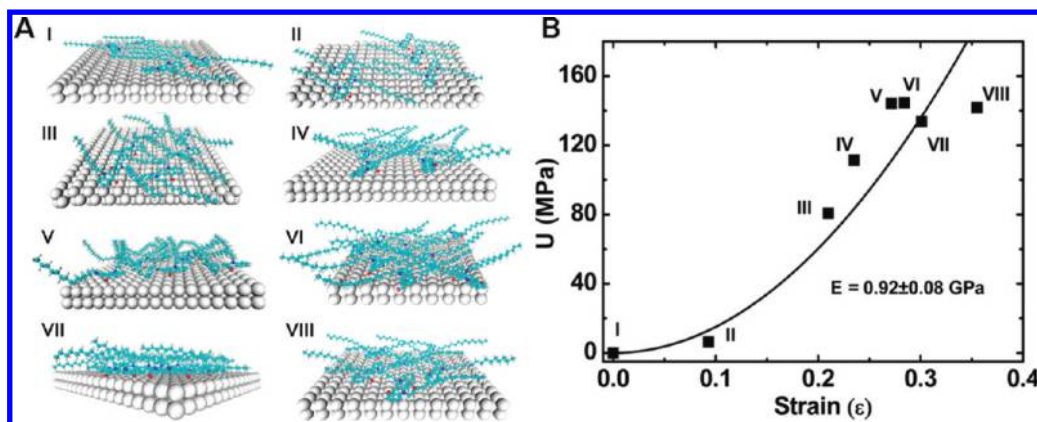 A
I
II
III
IV
V
VI
VII
VIII
B
U (MPa)
160
120
80
40
0
I
II
III
IV
V
VI
VII
VIII
E = 0.92±0.08 GPa
0.0 0.1 0.2 0.3 0.4
Strain (ε)